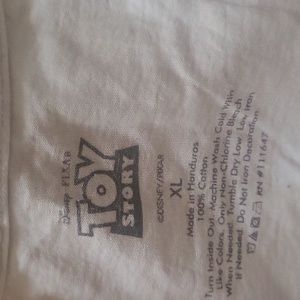 Disney PIXAR
TOY
STORY
©DISNEY/PIXAR
XL
Made in Honduras
100% Cotton
Turn Inside Out. Machine Wash Cold With
Like Colors. Only Non-Chlorine Bleach
When Needed. Tumble Dry Low. Low Iron
If Needed. Do Not Iron Decoration
RN #111647